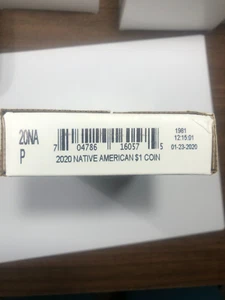 20NA
P
7 04786 16057 5
2020 NATIVE AMERICAN $1 COIN
1981
12:15:01
01-23-2020